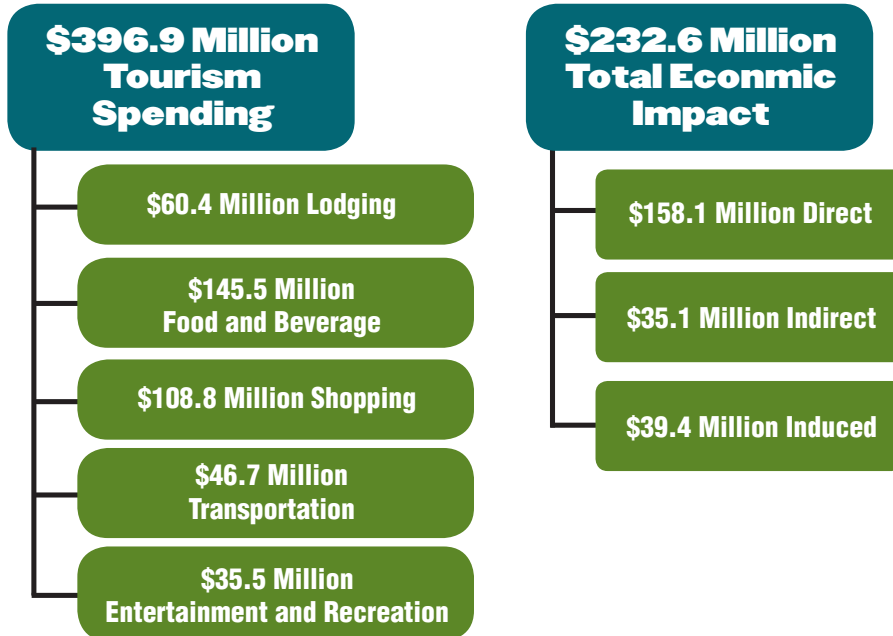 $396.9 Million
Tourism
Spending
$60.4 Million Lodging
$145.5 Million
Food and Beverage
$108.8 Million Shopping
$46.7 Million
Transportation
$35.5 Million
Entertainment and Recreation
$232.6 Million
Total Econmic
Impact
$158.1 Million Direct
$35.1 Million Indirect
$39.4 Million Induced